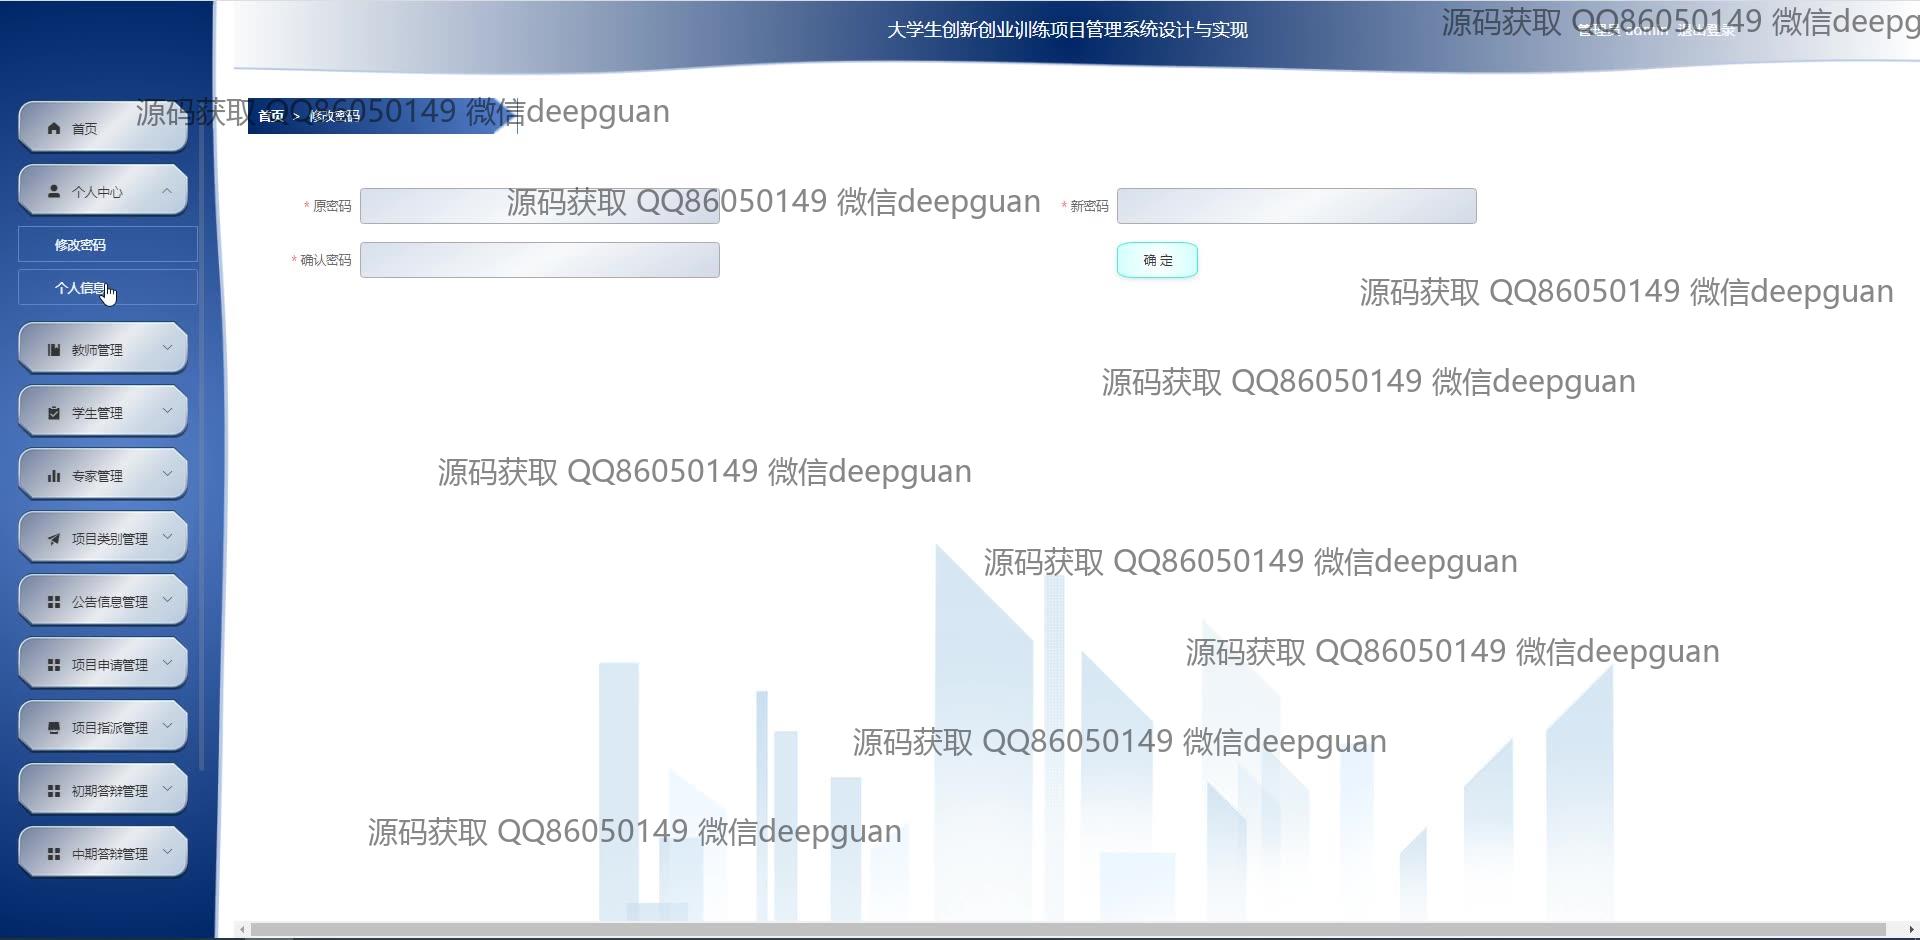 大学生创新创业训练项目管理系统设计与实现
管理员 admin 退出登录
源码获取 QQ86050149 微信deepg
首页 > 修改密码
源码获取 QQ86050149 微信deepguan
首页
个人中心
修改密码
个人信息
教师管理
学生管理
专家管理
项目类别管理
公告信息管理
项目申请管理
项目指派管理
初期答辩管理
中期答辩管理
* 原密码
源码获取 QQ86050149 微信deepguan
* 新密码
* 确认密码
确 定
源码获取 QQ86050149 微信deepguan
源码获取 QQ86050149 微信deepguan
源码获取 QQ86050149 微信deepguan
源码获取 QQ86050149 微信deepguan
源码获取 QQ86050149 微信deepguan
源码获取 QQ86050149 微信deepguan
源码获取 QQ86050149 微信deepguan